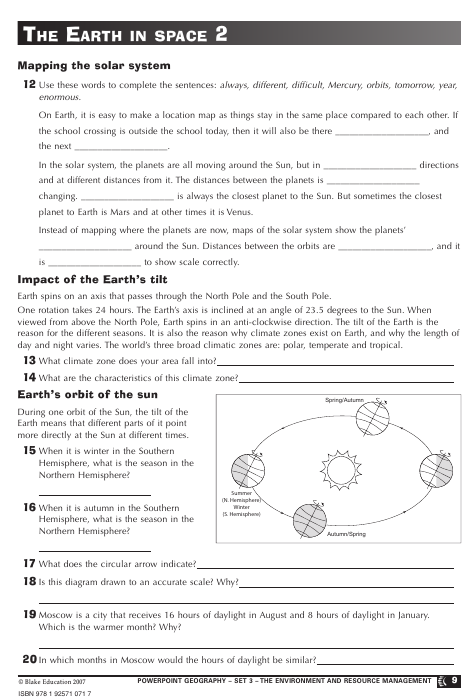 THE EARTH IN SPACE 2
Mapping the solar system
12 Use these words to complete the sentences: always, different, difficult, Mercury, orbits, tomorrow, year,
enormous.
On Earth, it is easy to make a location map as things stay in the same place compared to each other. If
the school crossing is outside the school today, then it will also be there ____________________, and
the next ____________________.
In the solar system, the planets are all moving around the Sun, but in ____________________ directions
and at different distances from it. The distances between the planets is ____________________
changing. ____________________ is always the closest planet to the Sun. But sometimes the closest
planet to Earth is Mars and at other times it is Venus.
Instead of mapping where the planets are now, maps of the solar system show the planets'
____________________ around the Sun. Distances between the orbits are ____________________, and it
is ____________________ to show scale correctly.
Impact of the Earth's tilt
Earth spins on an axis that passes through the North Pole and the South Pole.
One rotation takes 24 hours. The Earth's axis is inclined at an angle of 23.5 degrees to the Sun. When
viewed from above the North Pole, Earth spins in an anti-clockwise direction. The tilt of the Earth is the
reason for the different seasons. It is also the reason why climate zones exist on Earth, and why the length of
day and night varies. The world's three broad climatic zones are: polar, temperate and tropical.
13 What climate zone does your area fall into?
14 What are the characteristics of this climate zone?
Earth's orbit of the sun
During one orbit of the Sun, the tilt of the
Earth means that different parts of it point
more directly at the Sun at different times.
15 When it is winter in the Southern
Hemisphere, what is the season in the
Northern Hemisphere?
16 When it is autumn in the Southern
Hemisphere, what is the season in the
Northern Hemisphere?
Spring/Autumn
Summer
(N. Hemisphere)
Winter
(S. Hemisphere)
Autumn/Spring
17 What does the circular arrow indicate?
18 Is this diagram drawn to an accurate scale? Why?
19 Moscow is a city that receives 16 hours of daylight in August and 8 hours of daylight in January.
Which is the warmer month? Why?
20 In which months in Moscow would the hours of daylight be similar?
© Blake Education 2007
POWERPOINT GEOGRAPHY – SET 3 – THE ENVIRONMENT AND RESOURCE MANAGEMENT 9
ISBN 978 1 92571 071 7